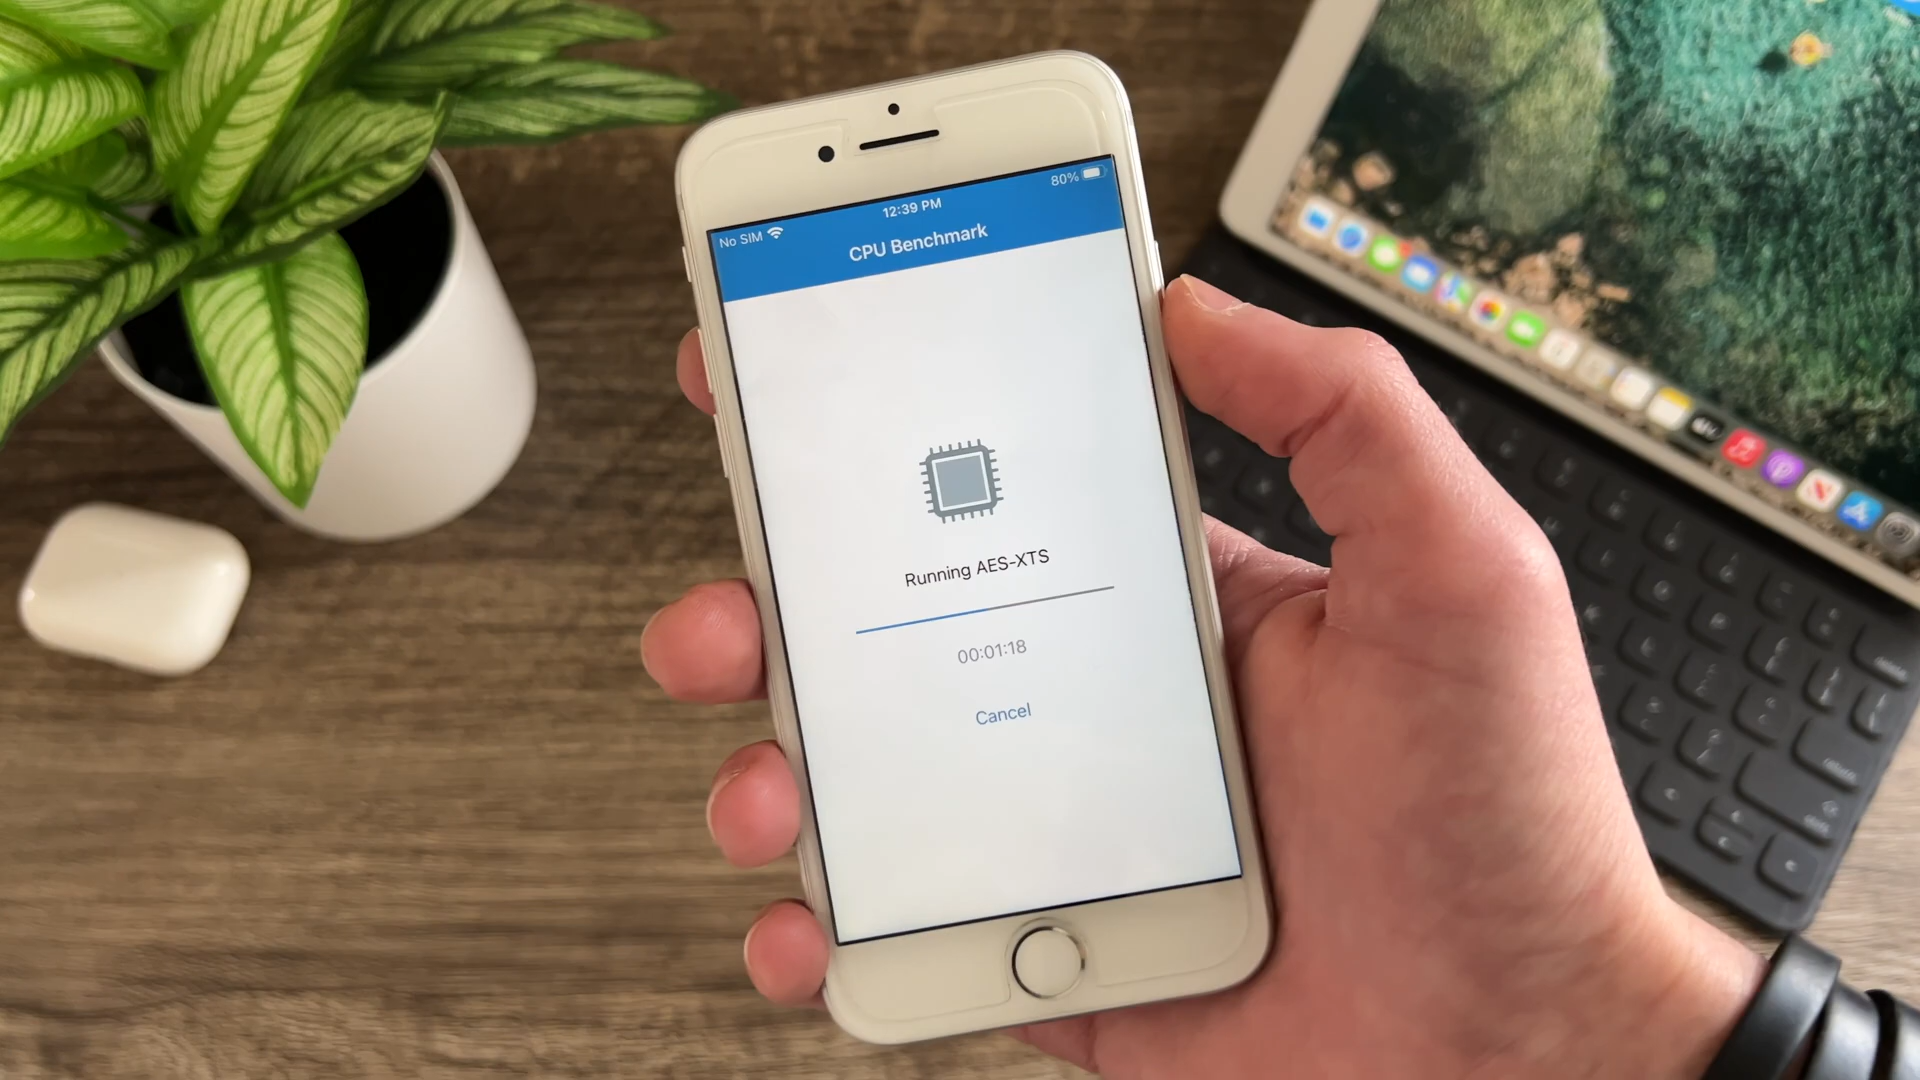 No SIM 12:39 PM 80%
CPU Benchmark
Running AES-XTS
00:01:18
Cancel